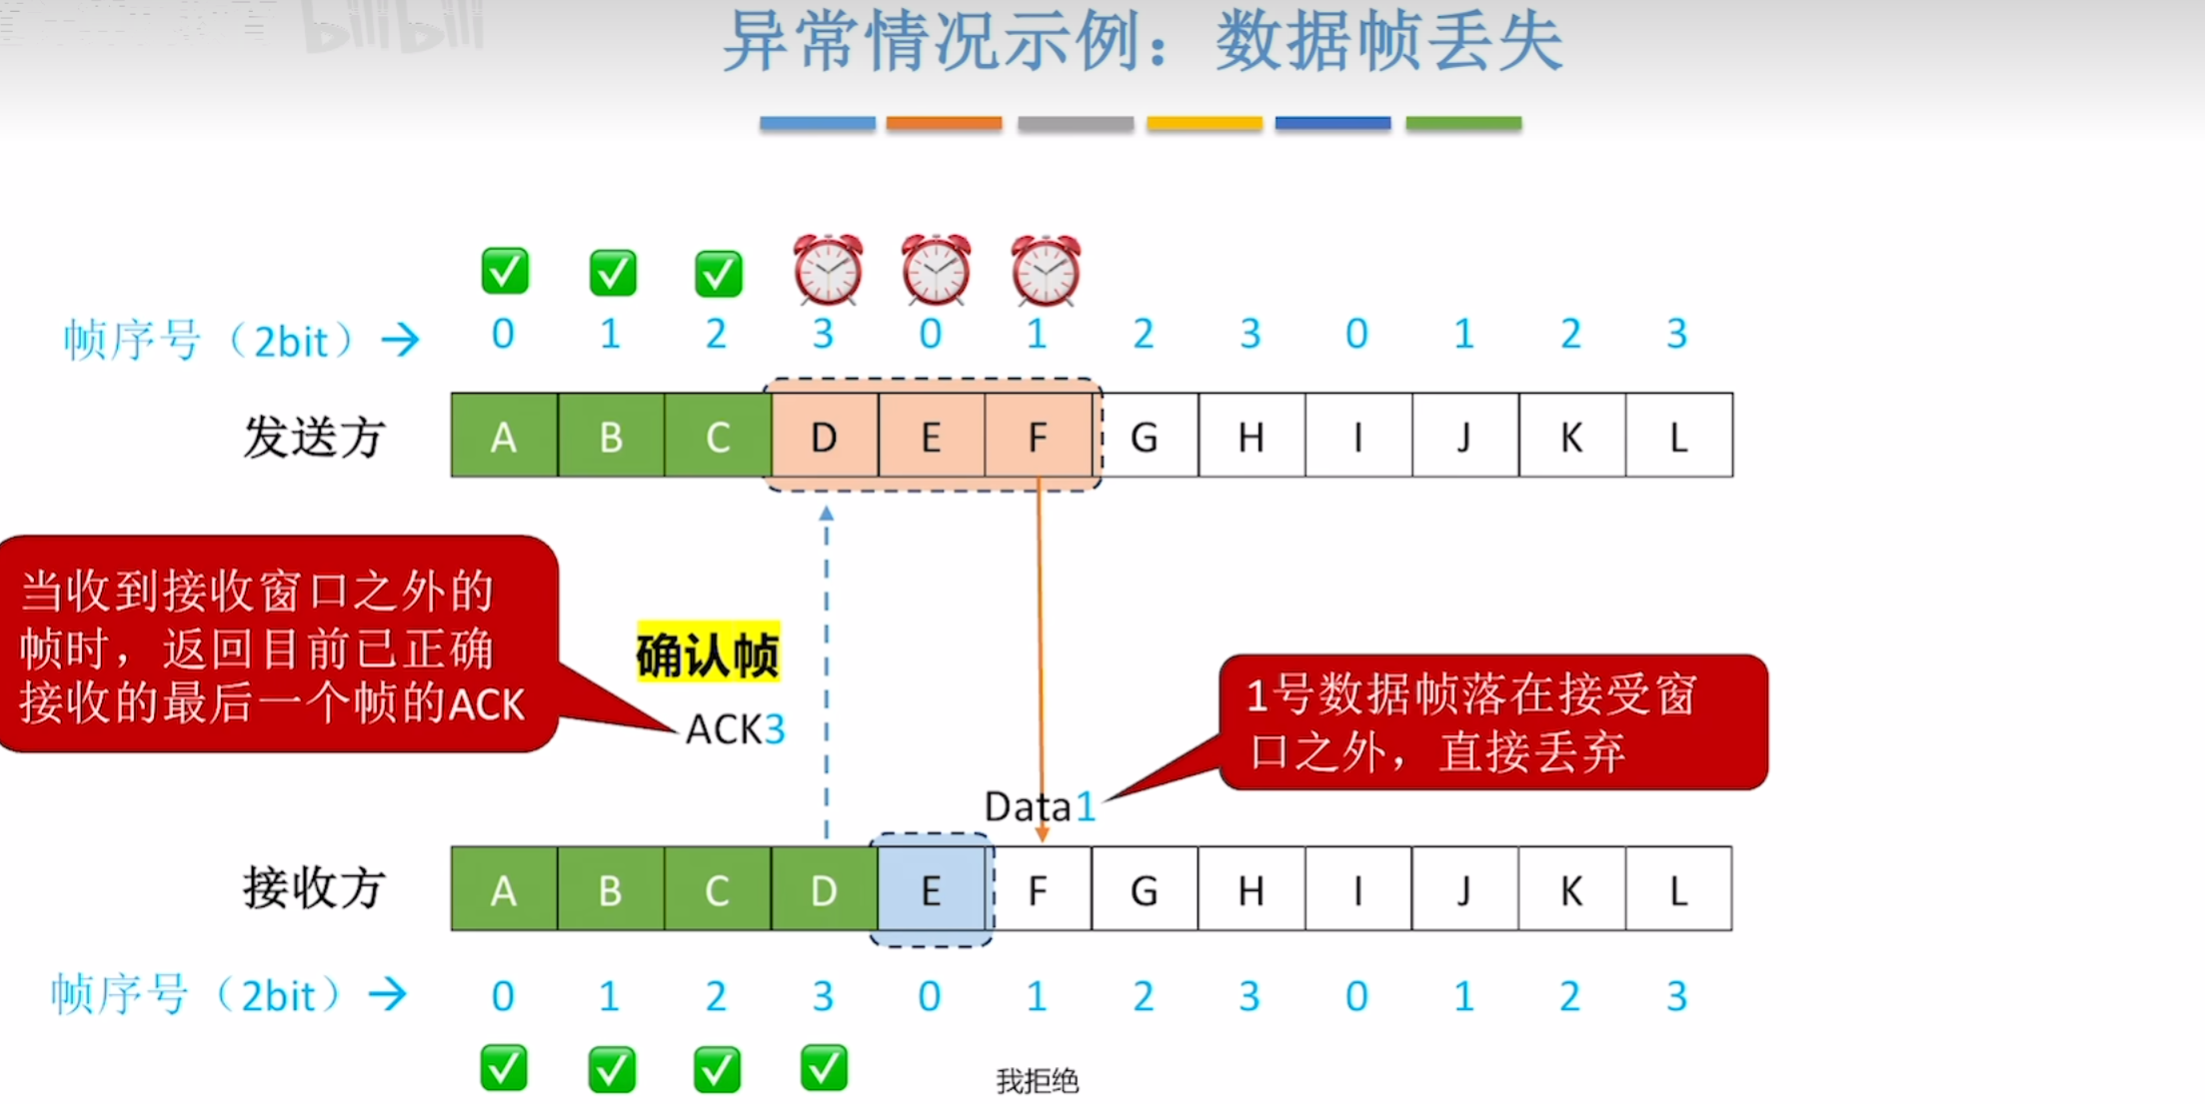 bilibili
异常情况示例：数据帧丢失
帧序号（2bit）→ 0 1 2 3 0 1 2 3 0 1 2 3
发送方 A B C D E F G H I J K L
当收到接收窗口之外的
帧时，返回目前已正确
接收的最后一个帧的ACK
确认帧
ACK3
1号数据帧落在接受窗
口之外，直接丢弃
Data1
接收方 A B C D E F G H I J K L
帧序号（2bit）→ 0 1 2 3 0 1 2 3 0 1 2 3
我拒绝